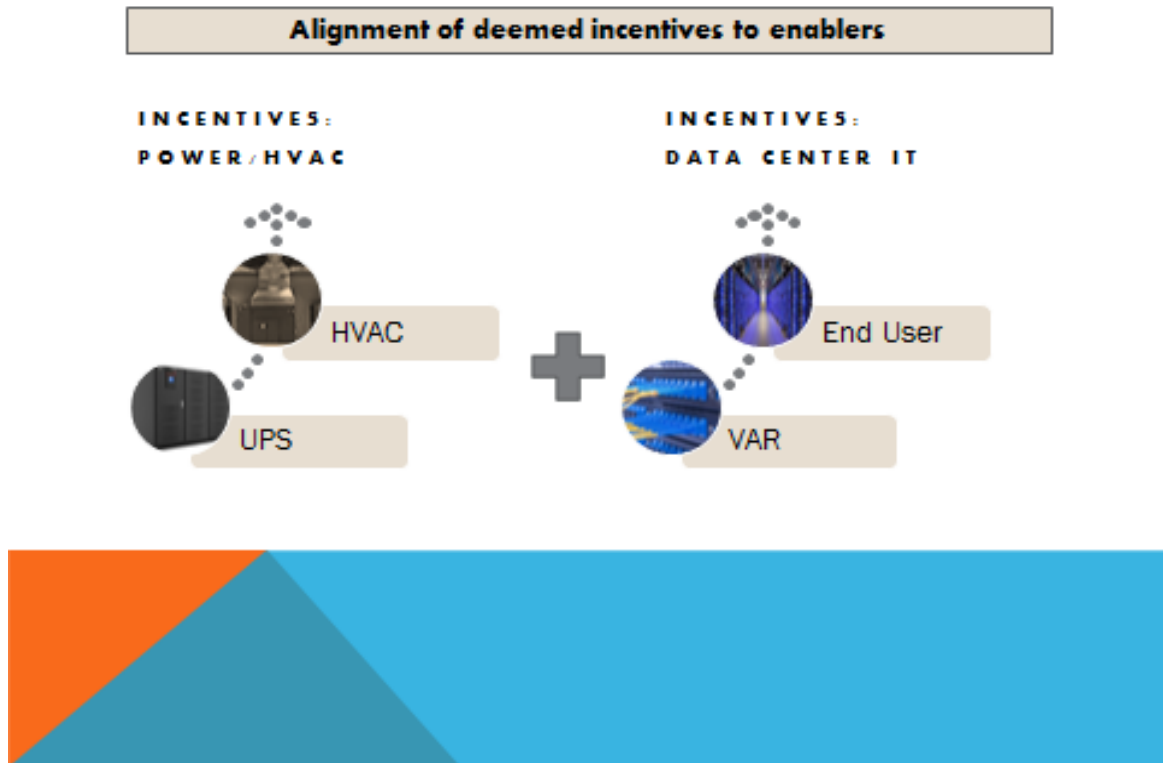 Alignment of deemed incentives to enablers
INCENTIVES:
POWER/HVAC
HVAC
UPS
INCENTIVES:
DATA CENTER IT
End User
VAR